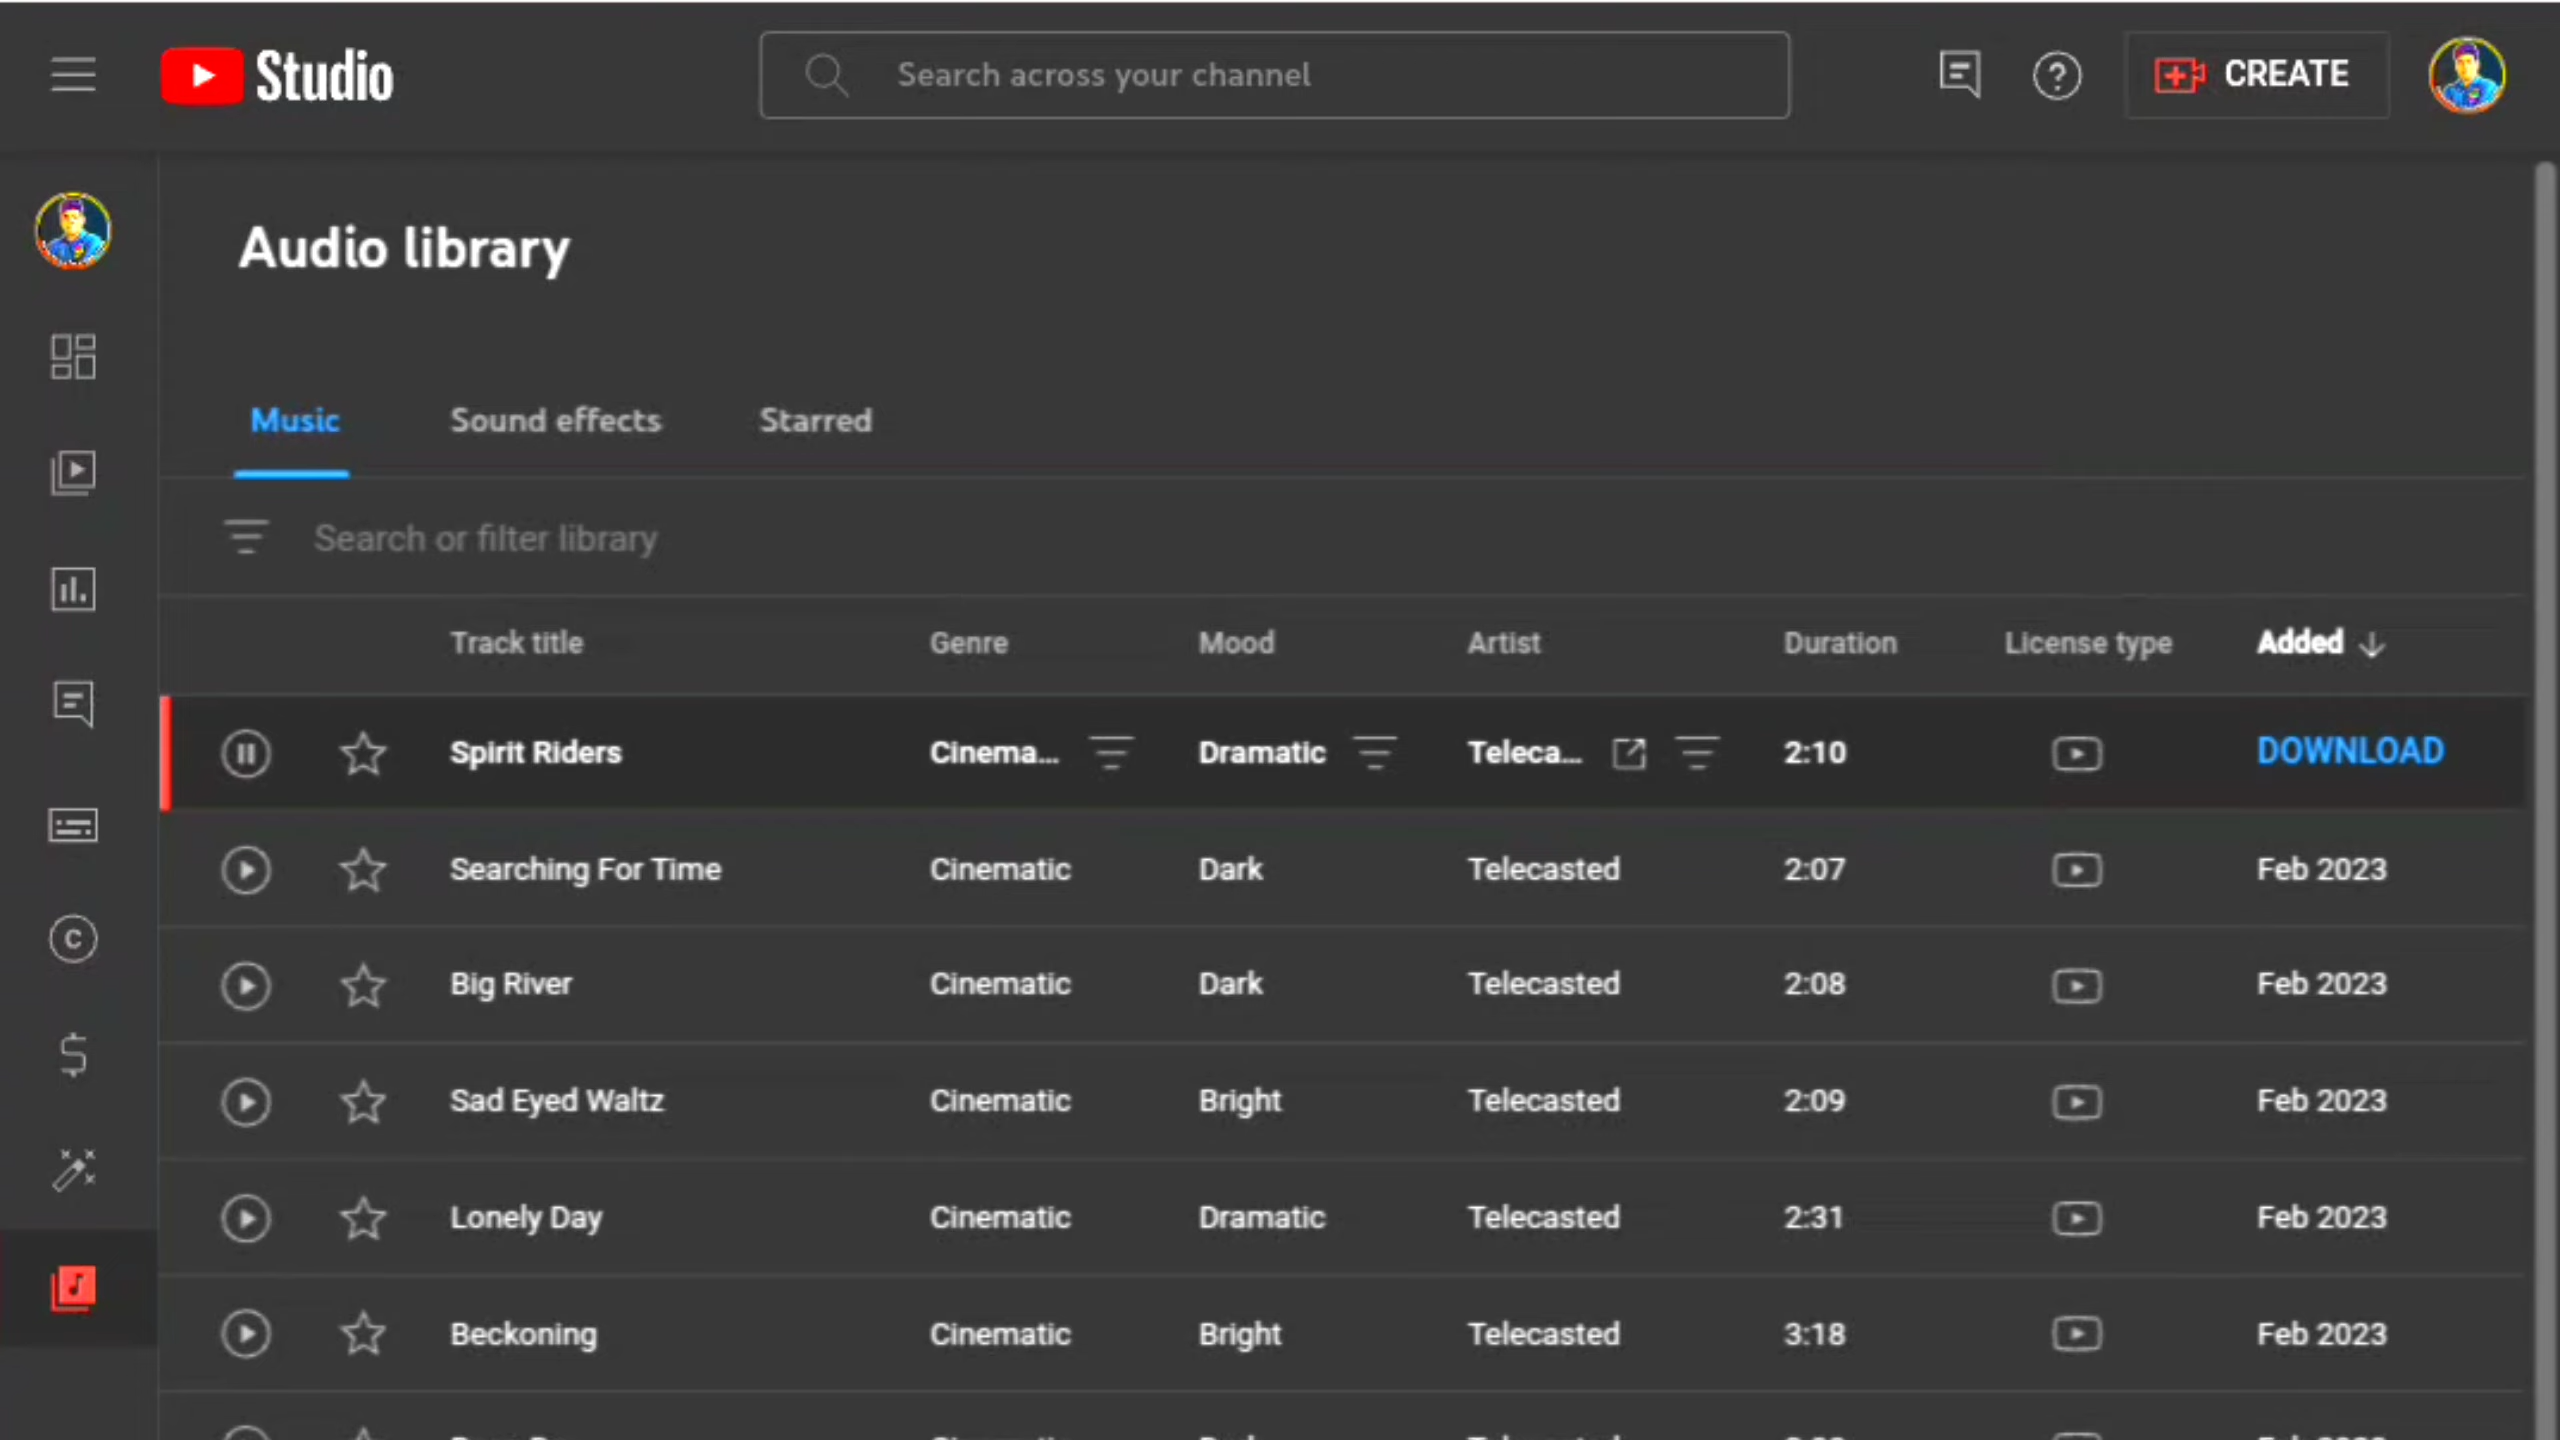 Studio
Search across your channel
CREATE
Audio library
Music Sound effects Starred
Search or filter library
Track title Genre Mood Artist Duration License type Added
Spirit Riders Cinema... Dramatic Teleca... 2:10 DOWNLOAD
Searching For Time Cinematic Dark Telecasted 2:07 Feb 2023
Big River Cinematic Dark Telecasted 2:08 Feb 2023
Sad Eyed Waltz Cinematic Bright Telecasted 2:09 Feb 2023
Lonely Day Cinematic Dramatic Telecasted 2:31 Feb 2023
Beckoning Cinematic Bright Telecasted 3:18 Feb 2023